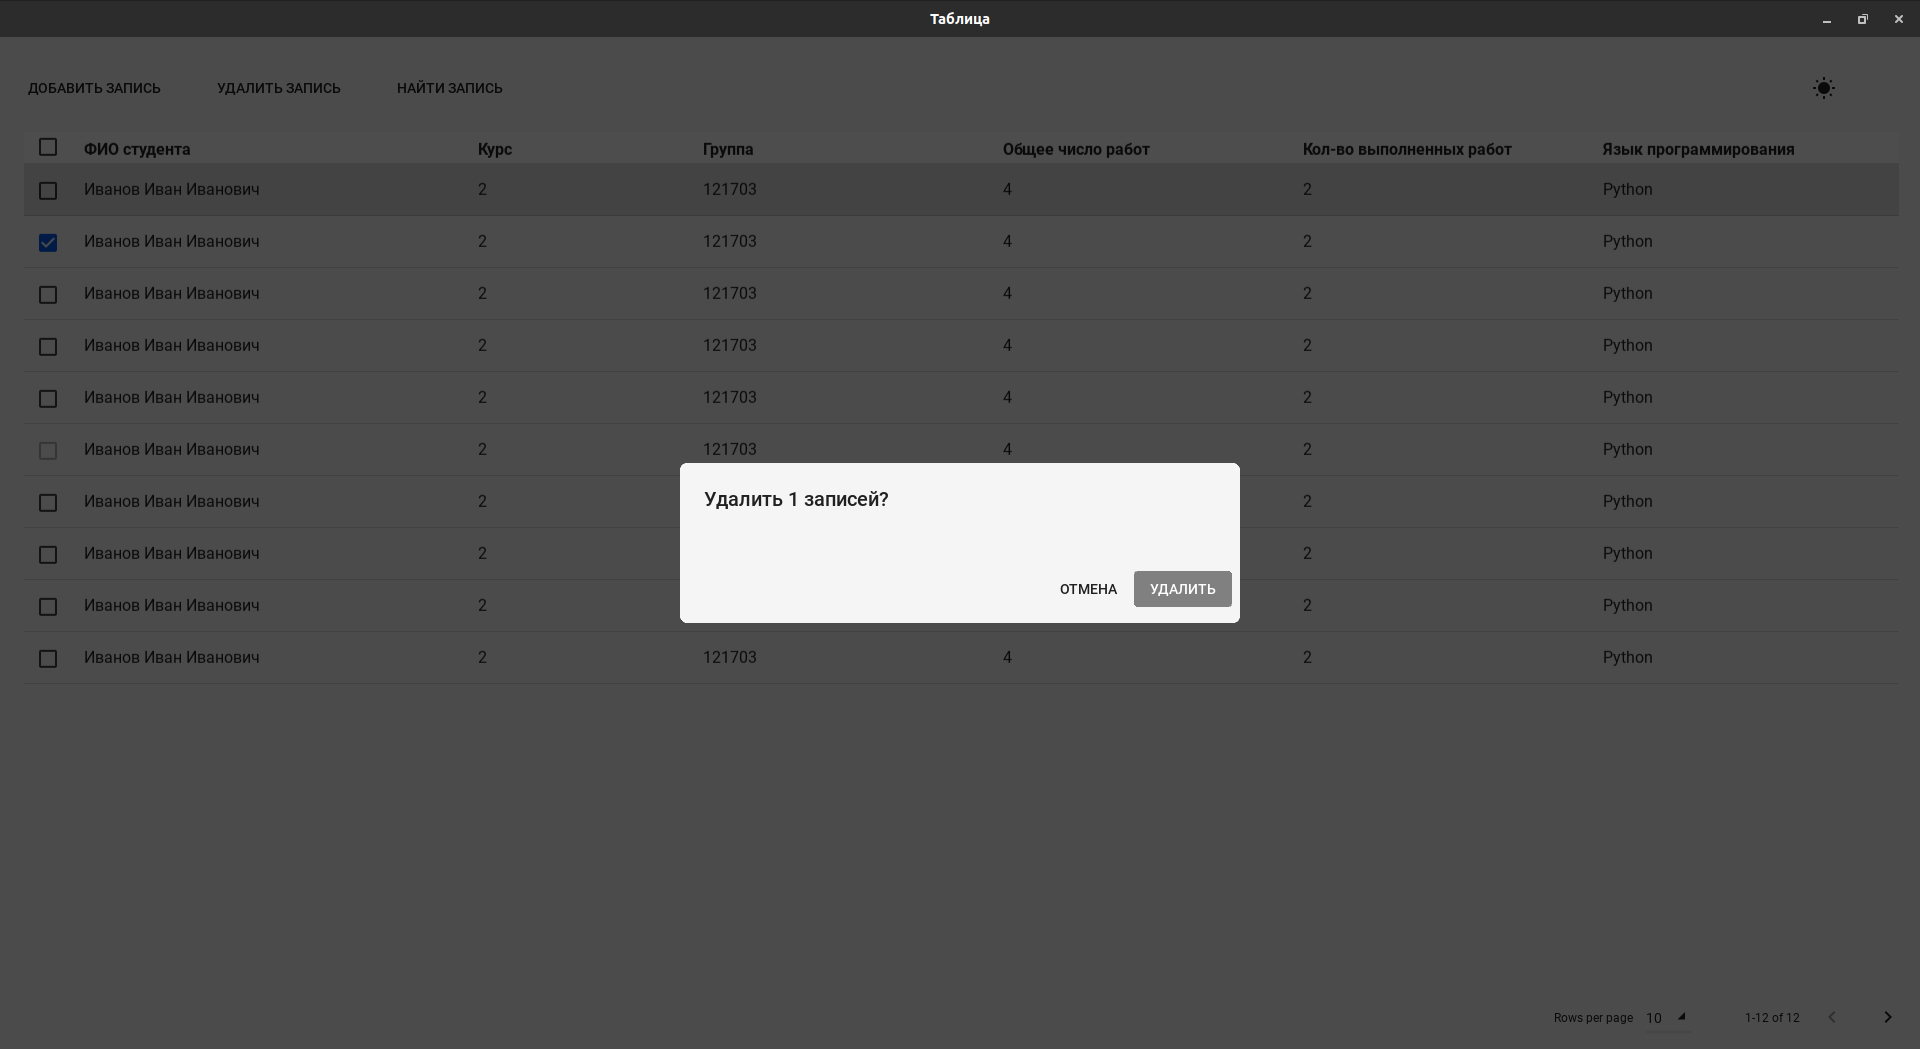 Таблица
ДОБАВИТЬ ЗАПИСЬ УДАЛИТЬ ЗАПИСЬ НАЙТИ ЗАПИСЬ
ФИО студента Курс Группа Общее число работ Кол-во выполненных работ Язык программирования
Иванов Иван Иванович 2 121703 4 2 Python
Иванов Иван Иванович 2 121703 4 2 Python
Иванов Иван Иванович 2 121703 4 2 Python
Иванов Иван Иванович 2 121703 4 2 Python
Иванов Иван Иванович 2 121703 4 2 Python
Иванов Иван Иванович 2 121703 4 2 Python
Иванов Иван Иванович 2 2 Python
Иванов Иван Иванович 2 2 Python
Иванов Иван Иванович 2 2 Python
Иванов Иван Иванович 2 121703 4 2 Python
Удалить 1 записей?
ОТМЕНА УДАЛИТЬ
Rows per page 10 1-12 of 12